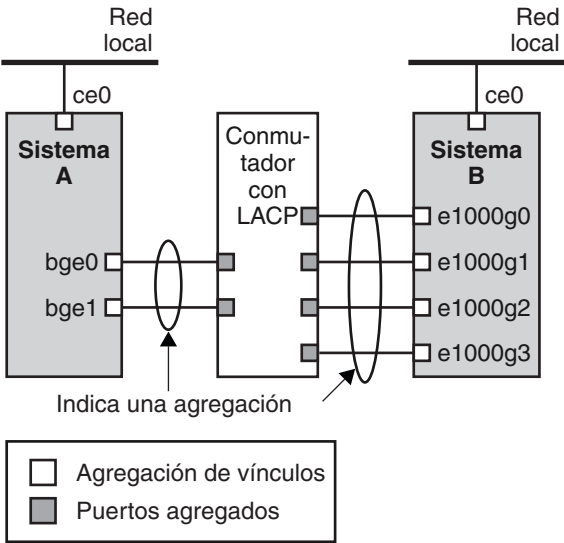 Red
local
Red
local
ce0
ce0
Sistema
A
Conmu-
tador
con
LACP
Sistema
B
e1000g0
bge0
e1000g1
bge1
e1000g2
e1000g3
Indica una agregación
Agregación de vínculos
Puertos agregados